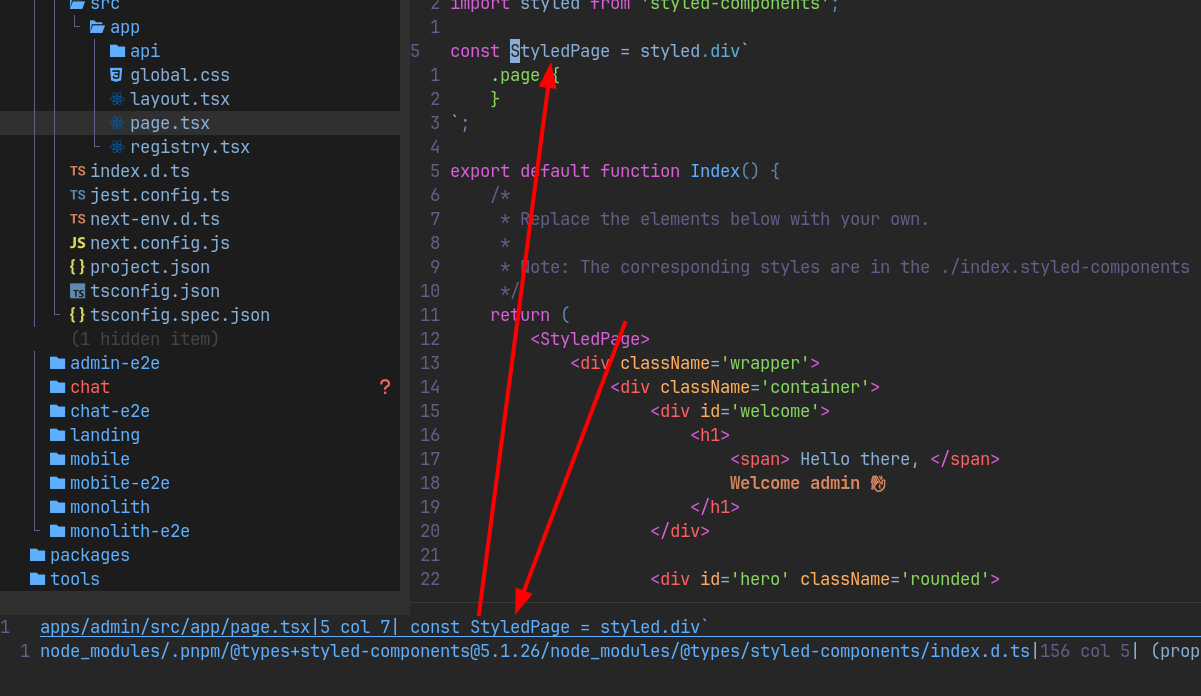 src
app
api
global.css
layout.tsx
page.tsx
registry.tsx
TS index.d.ts
TS jest.config.ts
TS next-env.d.ts
JS next.config.js
{} project.json
TS tsconfig.json
{} tsconfig.spec.json
(1 hidden item)
admin-e2e
chat ?
chat-e2e
landing
mobile
mobile-e2e
monolith
monolith-e2e
packages
tools
2 import styled from 'styled-components';
1
5 const StyledPage = styled.div`
1 .page {
2 }
3 `;
4
5 export default function Index() {
6 /*
7 * Replace the elements below with your own.
8 *
9 * Note: The corresponding styles are in the ./index.styled-components
10 */
11 return (
12 <StyledPage>
13 <div className='wrapper'>
14 <div className='container'>
15 <div id='welcome'>
16 <h1>
17 <span> Hello there, </span>
18 Welcome admin 👋
19 </h1>
20 </div>
21
22 <div id='hero' className='rounded'>
1 apps/admin/src/app/page.tsx|5 col 7| const StyledPage = styled.div`
1 node_modules/.pnpm/@types+styled-components@5.1.26/node_modules/@types/styled-components/index.d.ts|156 col 5| (prop